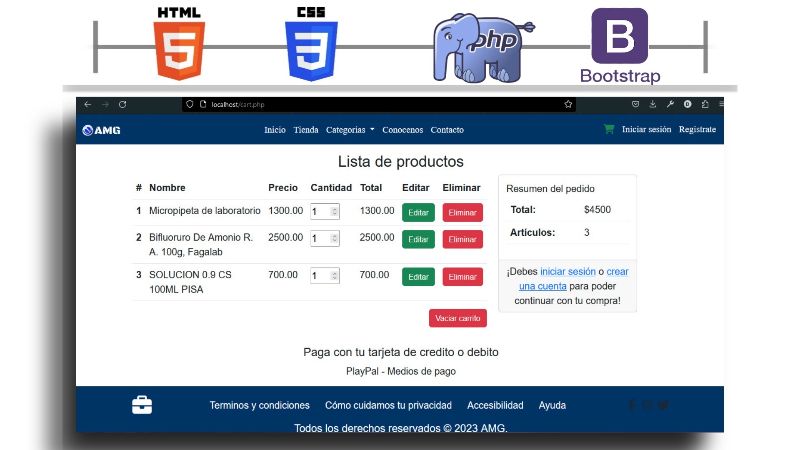 HTML
CSS
5
3
php
B
Bootstrap
localhost/cart.php
AMG
Inicio Tienda Categorias Conocenos Contacto
Iniciar sesión Registrate
Lista de productos
# Nombre Precio Cantidad Total Editar Eliminar
1 Micropipeta de laboratorio 1300.00 1 1300.00 Editar Eliminar
2 Bifluoruro De Amonio R. 2500.00 1 2500.00 Editar Eliminar
A. 100g, Fagalab
3 SOLUCION 0.9 CS 700.00 1 700.00 Editar Eliminar
100ML PISA
Vaciar carrito
Resumen del pedido
Total: $4500
Articulos: 3
¡Debes iniciar sesión o crear
una cuenta para poder
continuar con tu compra!
Paga con tu tarjeta de credito o debito
PlayPal - Medios de pago
Terminos y condiciones Cómo cuidamos tu privacidad Accesibilidad Ayuda
Todos los derechos reservados © 2023 AMG.